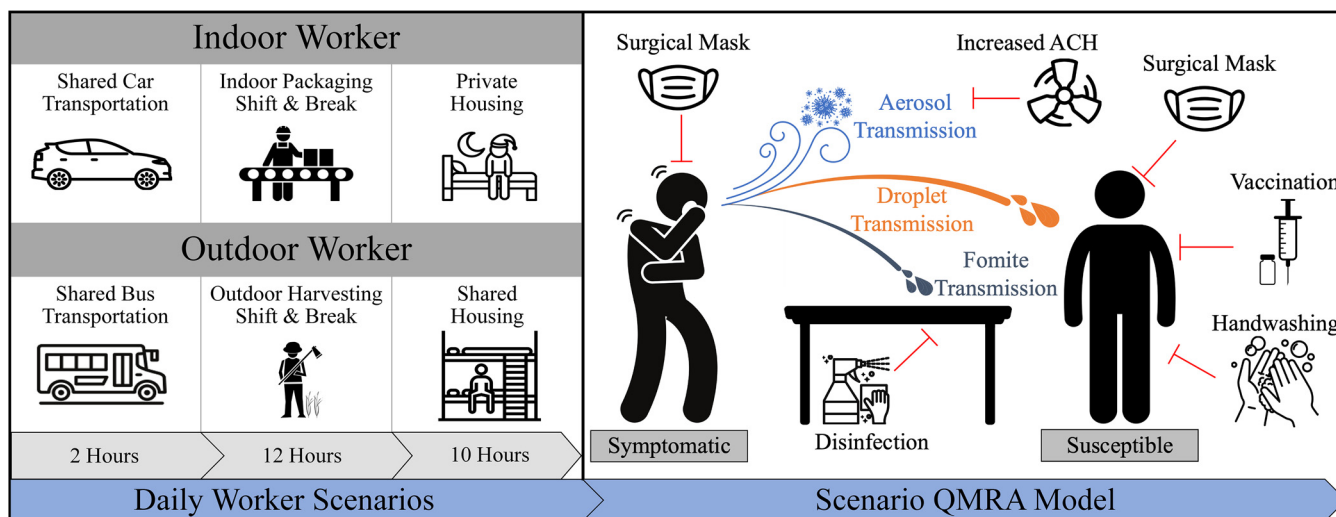 Indoor Worker
Shared Car
Transportation
Indoor Packaging
Shift & Break
Private
Housing
Outdoor Worker
Shared Bus
Transportation
Outdoor Harvesting
Shift & Break
Shared
Housing
2 Hours
12 Hours
10 Hours
Daily Worker Scenarios
Surgical Mask
Increased ACH
Surgical Mask
Aerosol
Transmission
Droplet
Transmission
Vaccination
Fomite
Transmission
Handwashing
Disinfection
Symptomatic
Susceptible
Scenario QMRA Model